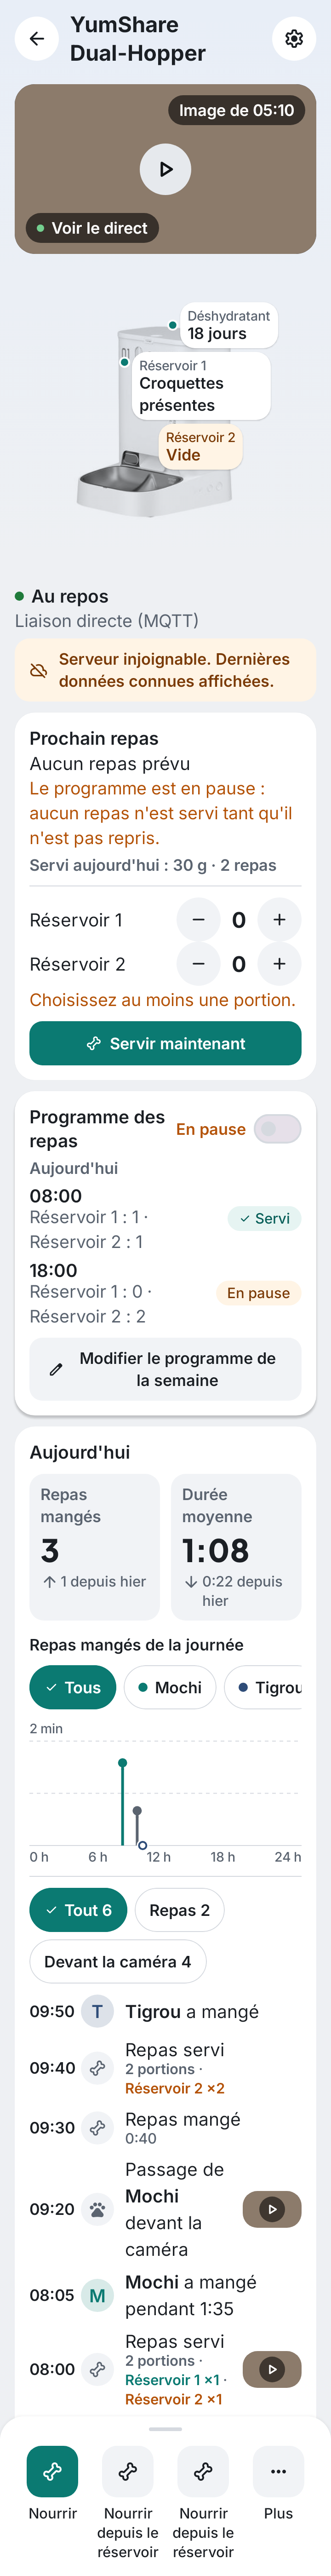 YumShare
Dual-Hopper
Image de 05:10
Voir le direct
Déshydratant
18 jours
Réservoir 1
Croquettes
présentes
Réservoir 2
Vide
Au repos
Liaison directe (MQTT)
Serveur injoignable. Dernières
données connues affichées.
Prochain repas
Aucun repas prévu
Le programme est en pause :
aucun repas n'est servi tant qu'il
n'est pas repris.
Servi aujourd'hui : 30 g · 2 repas
Réservoir 1 − 0 +
Réservoir 2 − 0 +
Choisissez au moins une portion.
Servir maintenant
Programme des
repas
En pause
Aujourd'hui
08:00
Réservoir 1 : 1 ·
Réservoir 2 : 1
Servi
18:00
Réservoir 1 : 0 ·
Réservoir 2 : 2
En pause
Modifier le programme de
la semaine
Aujourd'hui
Repas
mangés
3
1 depuis hier
Durée
moyenne
1:08
0:22 depuis
hier
Repas mangés de la journée
Tous Mochi Tigrou
2 min
0 h 6 h 12 h 18 h 24 h
Tout 6 Repas 2
Devant la caméra 4
09:50 T Tigrou a mangé
09:40 Repas servi
2 portions ·
Réservoir 2 ×2
09:30 Repas mangé
0:40
09:20 Passage de
Mochi
devant la
caméra
08:05 M Mochi a mangé
pendant 1:35
08:00 Repas servi
2 portions ·
Réservoir 1 ×1 ·
Réservoir 2 ×1
Nourrir
Nourrir
depuis le
réservoir
Nourrir
depuis le
réservoir
Plus